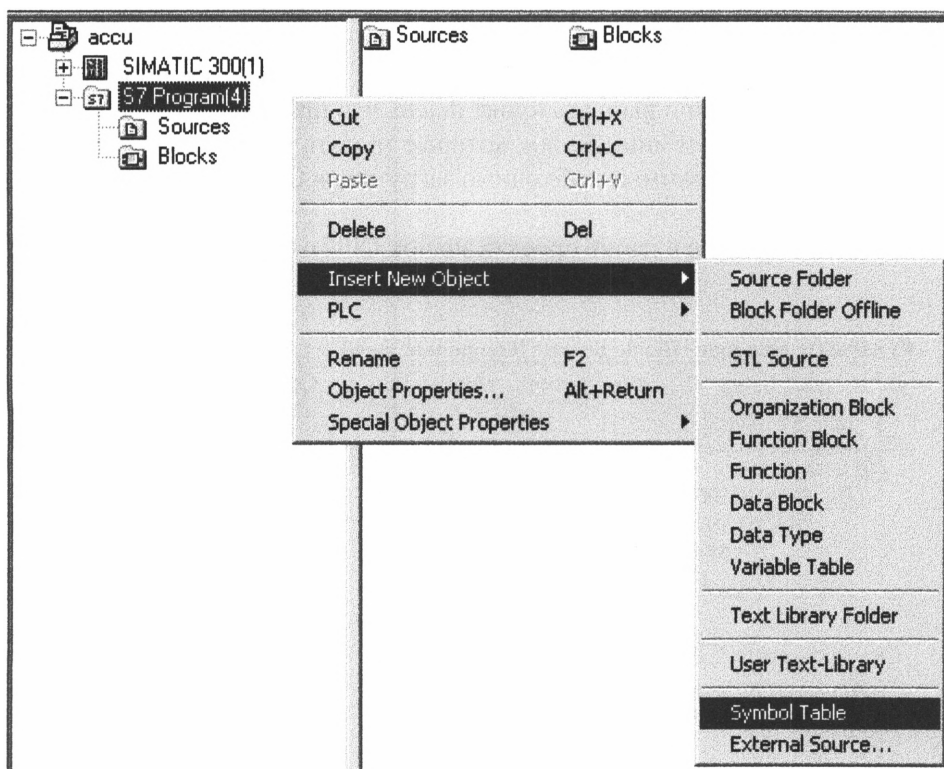 accu
SIMATIC 300(1)
S7 Program(4)
Sources
Blocks
Sources
Blocks
Cut Ctrl+X
Copy Ctrl+C
Paste Ctrl+V
Delete Del
Insert New Object
PLC
Rename F2
Object Properties... Alt+Return
Special Object Properties
Source Folder
Block Folder Offline
STL Source
Organization Block
Function Block
Function
Data Block
Data Type
Variable Table
Text Library Folder
User Text-Library
Symbol Table
External Source...